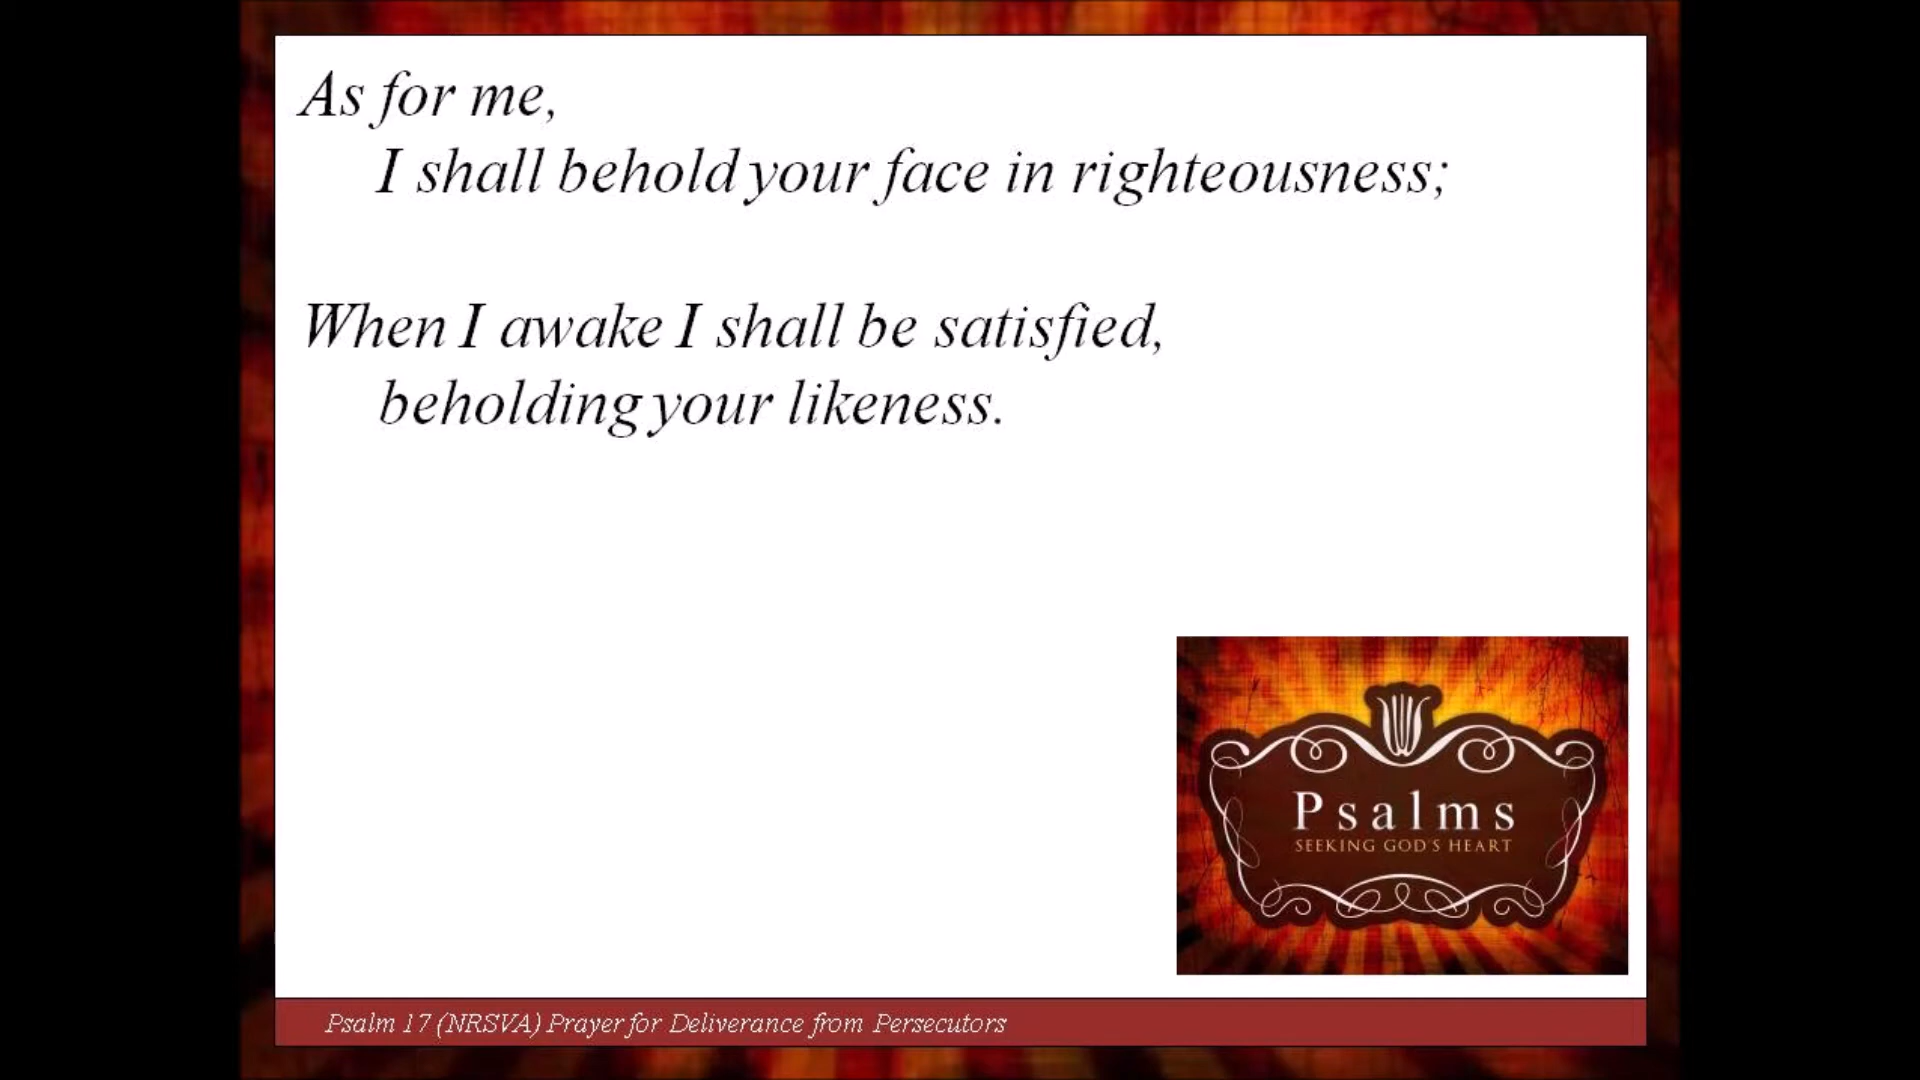 As for me,
I shall behold your face in righteousness;
When I awake I shall be satisfied,
beholding your likeness.
Psalms
SEEKING GOD'S HEART
Psalm 17 (NRSVA) Prayer for Deliverance from Persecutors